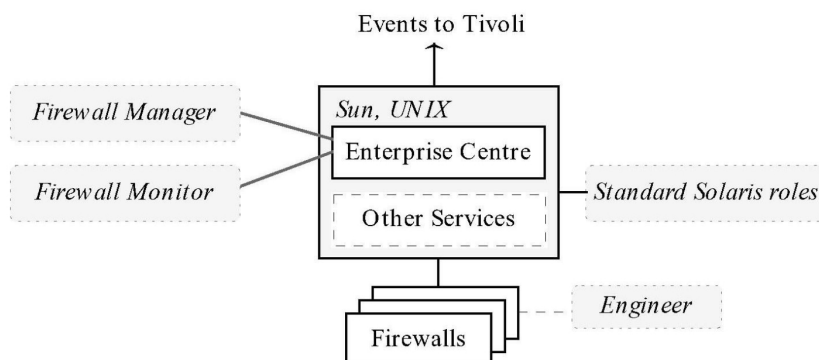 Events to Tivoli
Sun, UNIX
Firewall Manager
Enterprise Centre
Firewall Monitor
Standard Solaris roles
Other Services
Engineer
Firewalls